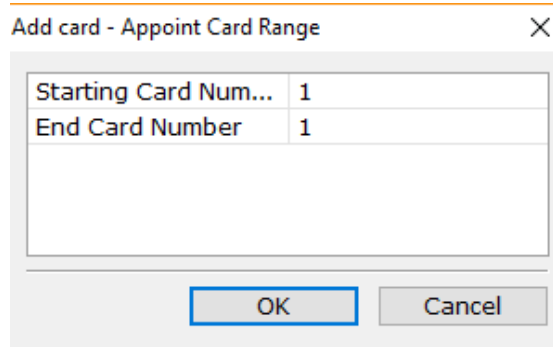 Add card - Appoint Card Range
Starting Card Num... 1
End Card Number 1
OK Cancel